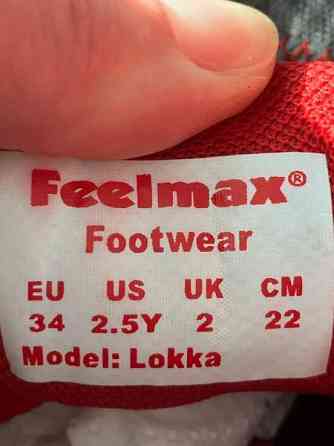 Feelmax®
Footwear
EU US UK CM
34 2.5Y 2 22
Model: Lokka